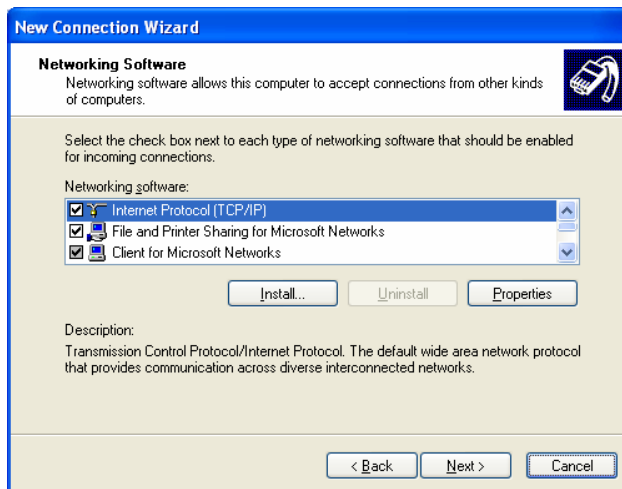 New Connection Wizard
Networking Software
Networking software allows this computer to accept connections from other kinds
of computers.
Select the check box next to each type of networking software that should be enabled
for incoming connections.
Networking software:
Internet Protocol (TCP/IP)
File and Printer Sharing for Microsoft Networks
Client for Microsoft Networks
Install... Uninstall Properties
Description:
Transmission Control Protocol/Internet Protocol. The default wide area network protocol
that provides communication across diverse interconnected networks.
< Back Next > Cancel